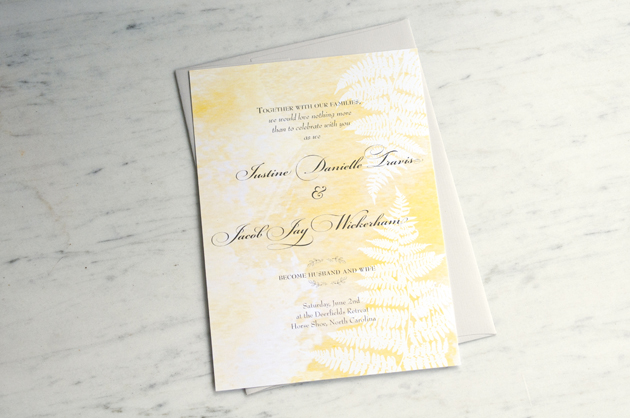 Together with our families,
we would love nothing more
than to celebrate with you
as we
Justine Danielle Travis
&
Jacob Jay Wickerham
become husband and wife
Saturday, June 2nd
at the Deerfields Retreat
Horse Shoe, North Carolina